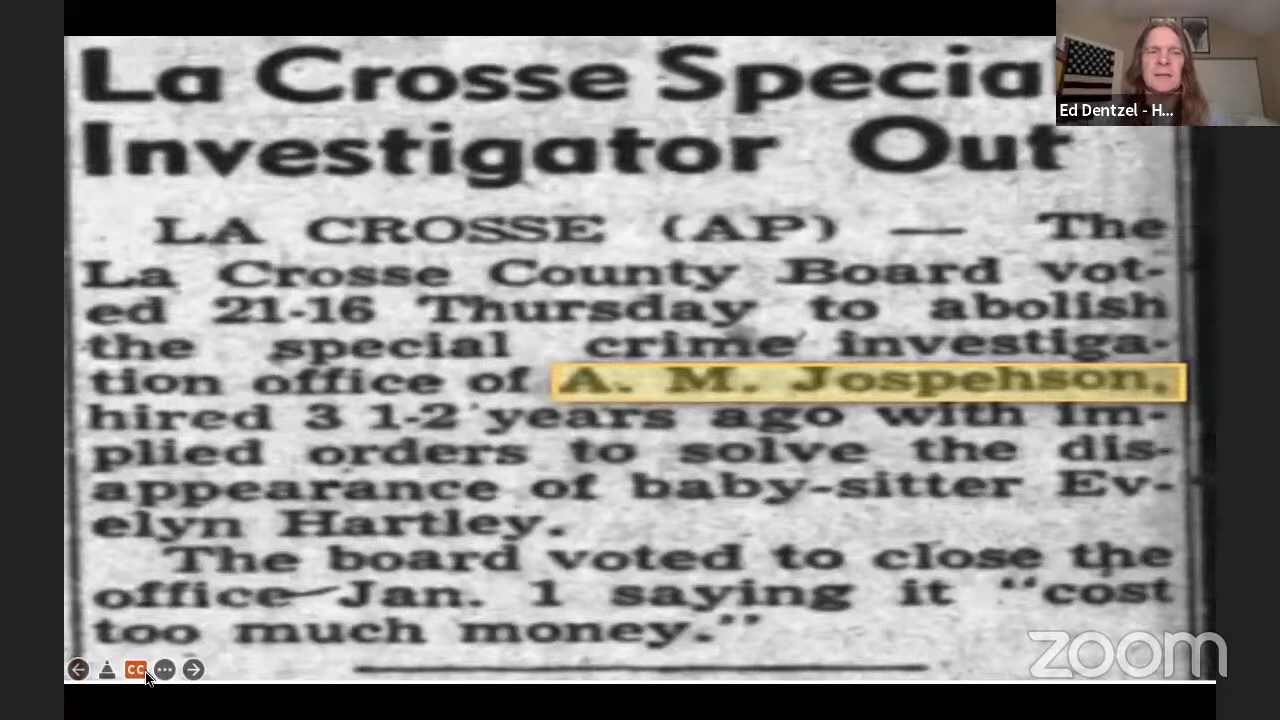 La Crosse Specia
Investigator Out
LA CROSSE (AP) — The
La Crosse County Board vot-
ed 21-16 Thursday to abolish
the special crime investiga-
tion office of A. M. Jospehson,
hired 3 1-2 years ago with im-
plied orders to solve the dis-
appearance of baby-sitter Ev-
elyn Hartley.
The board voted to close the
office Jan. 1 saying it "cost
too much money."
Ed Dentzel - H...
CC
zoom